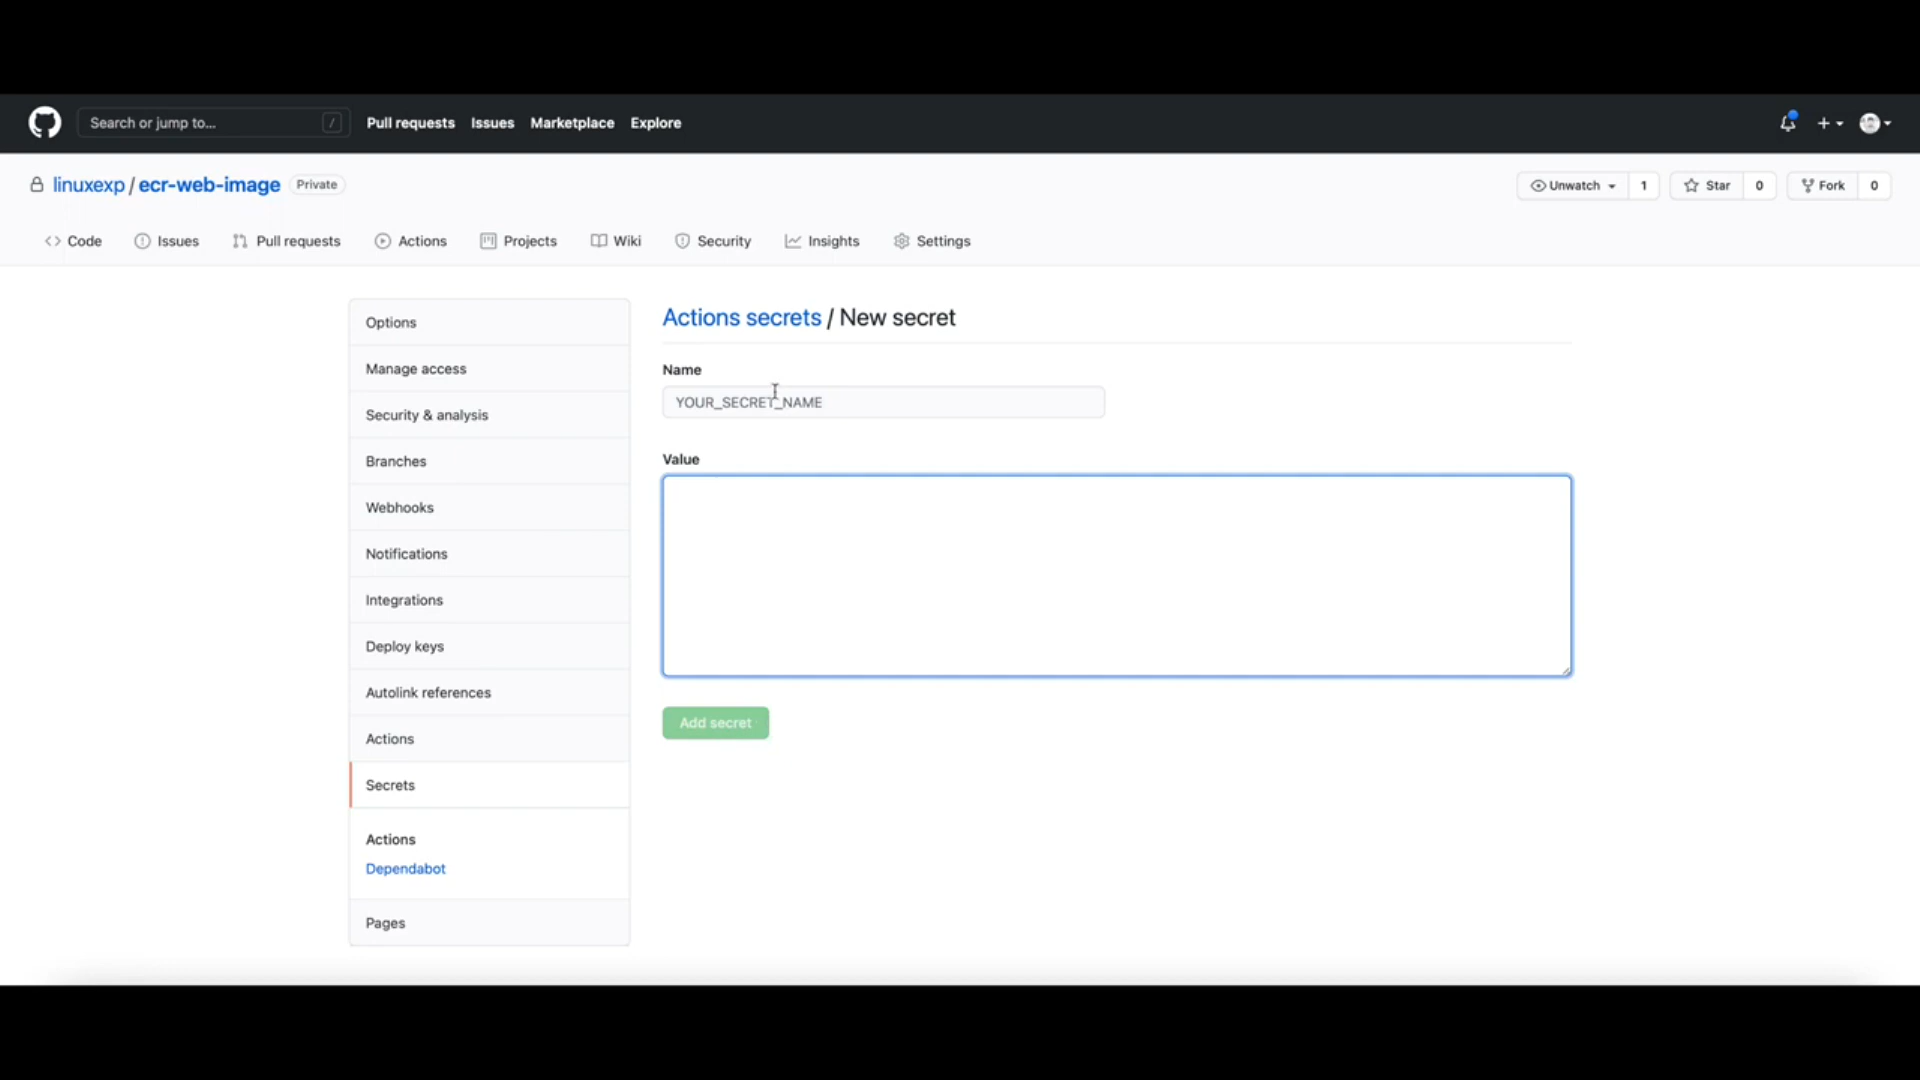 Search or jump to... / Pull requests Issues Marketplace Explore
linuxexp / ecr-web-image Private Unwatch 1 Star 0 Fork 0
Code Issues Pull requests Actions Projects Wiki Security Insights Settings
Options
Manage access
Security & analysis
Branches
Webhooks
Notifications
Integrations
Deploy keys
Autolink references
Actions
Secrets
Actions
Dependabot
Pages
Actions secrets / New secret
Name
YOUR_SECRET_NAME
Value
Add secret